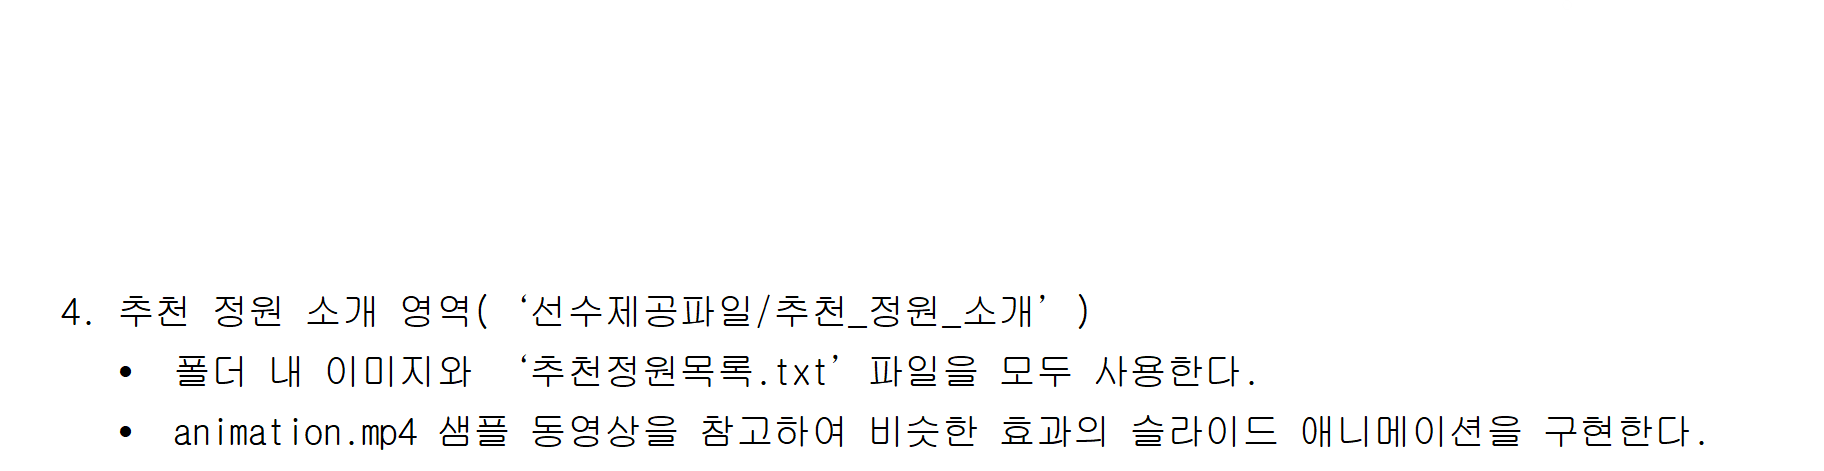 4. 추천 정원 소개 영역( ‘선수제공파일/추천_정원_소개’ )
• 폴더 내 이미지와 ‘추천정원목록.txt’ 파일을 모두 사용한다.
• animation.mp4 샘플 동영상을 참고하여 비슷한 효과의 슬라이드 애니메이션을 구현한다.